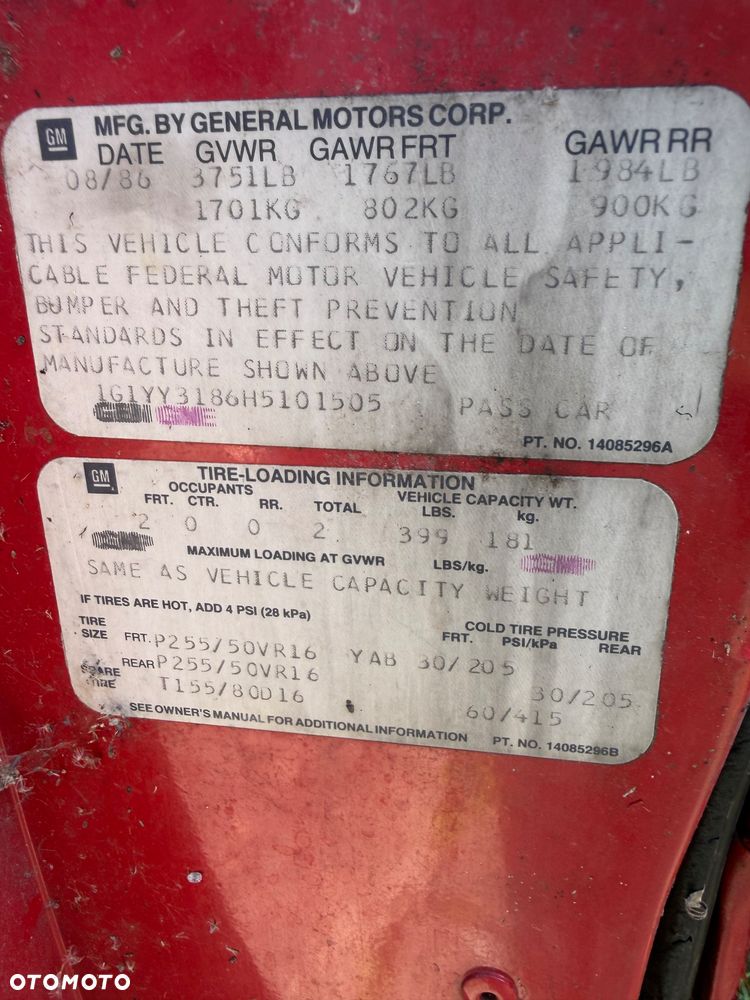 GM MFG. BY GENERAL MOTORS CORP.
DATE GVWR GAWR FRT GAWR RR
08/86 3751LB 1767LB 1984LB
1701KG 802KG 900KG
THIS VEHICLE CONFORMS TO ALL APPLI-
CABLE FEDERAL MOTOR VEHICLE SAFETY,
BUMPER AND THEFT PREVENTION
STANDARDS IN EFFECT ON THE DATE OF
MANUFACTURE SHOWN ABOVE
1G1YY3186H5101505 PASS CAR
PT. NO. 14085296A
GM TIRE-LOADING INFORMATION
OCCUPANTS VEHICLE CAPACITY WT.
FRT. CTR. RR. TOTAL LBS. kg.
2 0 0 2 399 181
MAXIMUM LOADING AT GVWR LBS/kg.
SAME AS VEHICLE CAPACITY WEIGHT
IF TIRES ARE HOT, ADD 4 PSI (28 kPa)
TIRE SIZE COLD TIRE PRESSURE
FRT. PSI/kPa REAR
FRT. P255/50VR16 YAB 30/205
REAR P255/50VR16 30/205
SPARE TIRE T155/80D16 60/415
SEE OWNER'S MANUAL FOR ADDITIONAL INFORMATION PT. NO. 14085296B
OTOMOTO